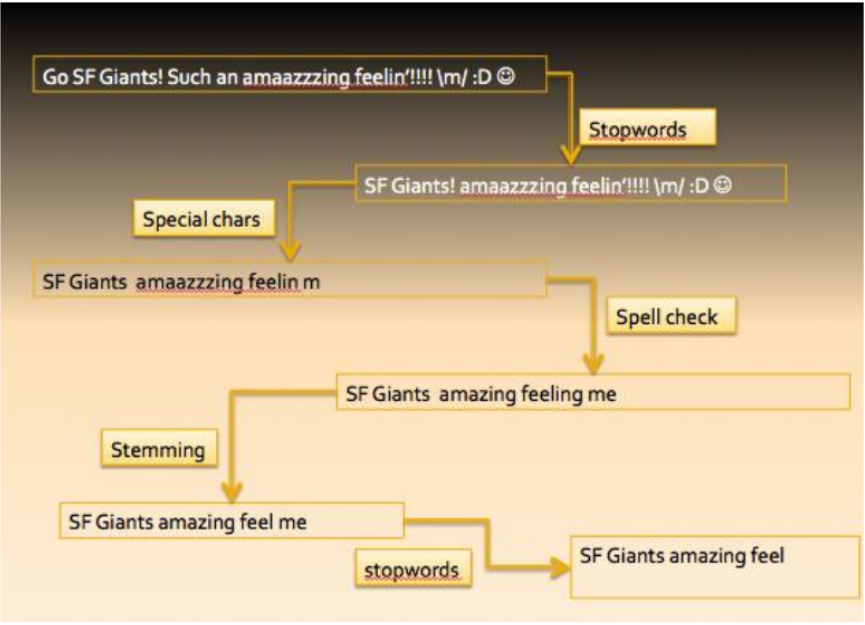 Go SF Giants! Such an amaazzzing feelin’!!!! \m/ :D ☺
Stopwords
SF Giants! amaazzzing feelin’!!!! \m/ :D ☺
Special chars
SF Giants  amaazzzing feelin m
Spell check
SF Giants  amazing feeling me
Stemming
SF Giants amazing feel me
stopwords
SF Giants amazing feel